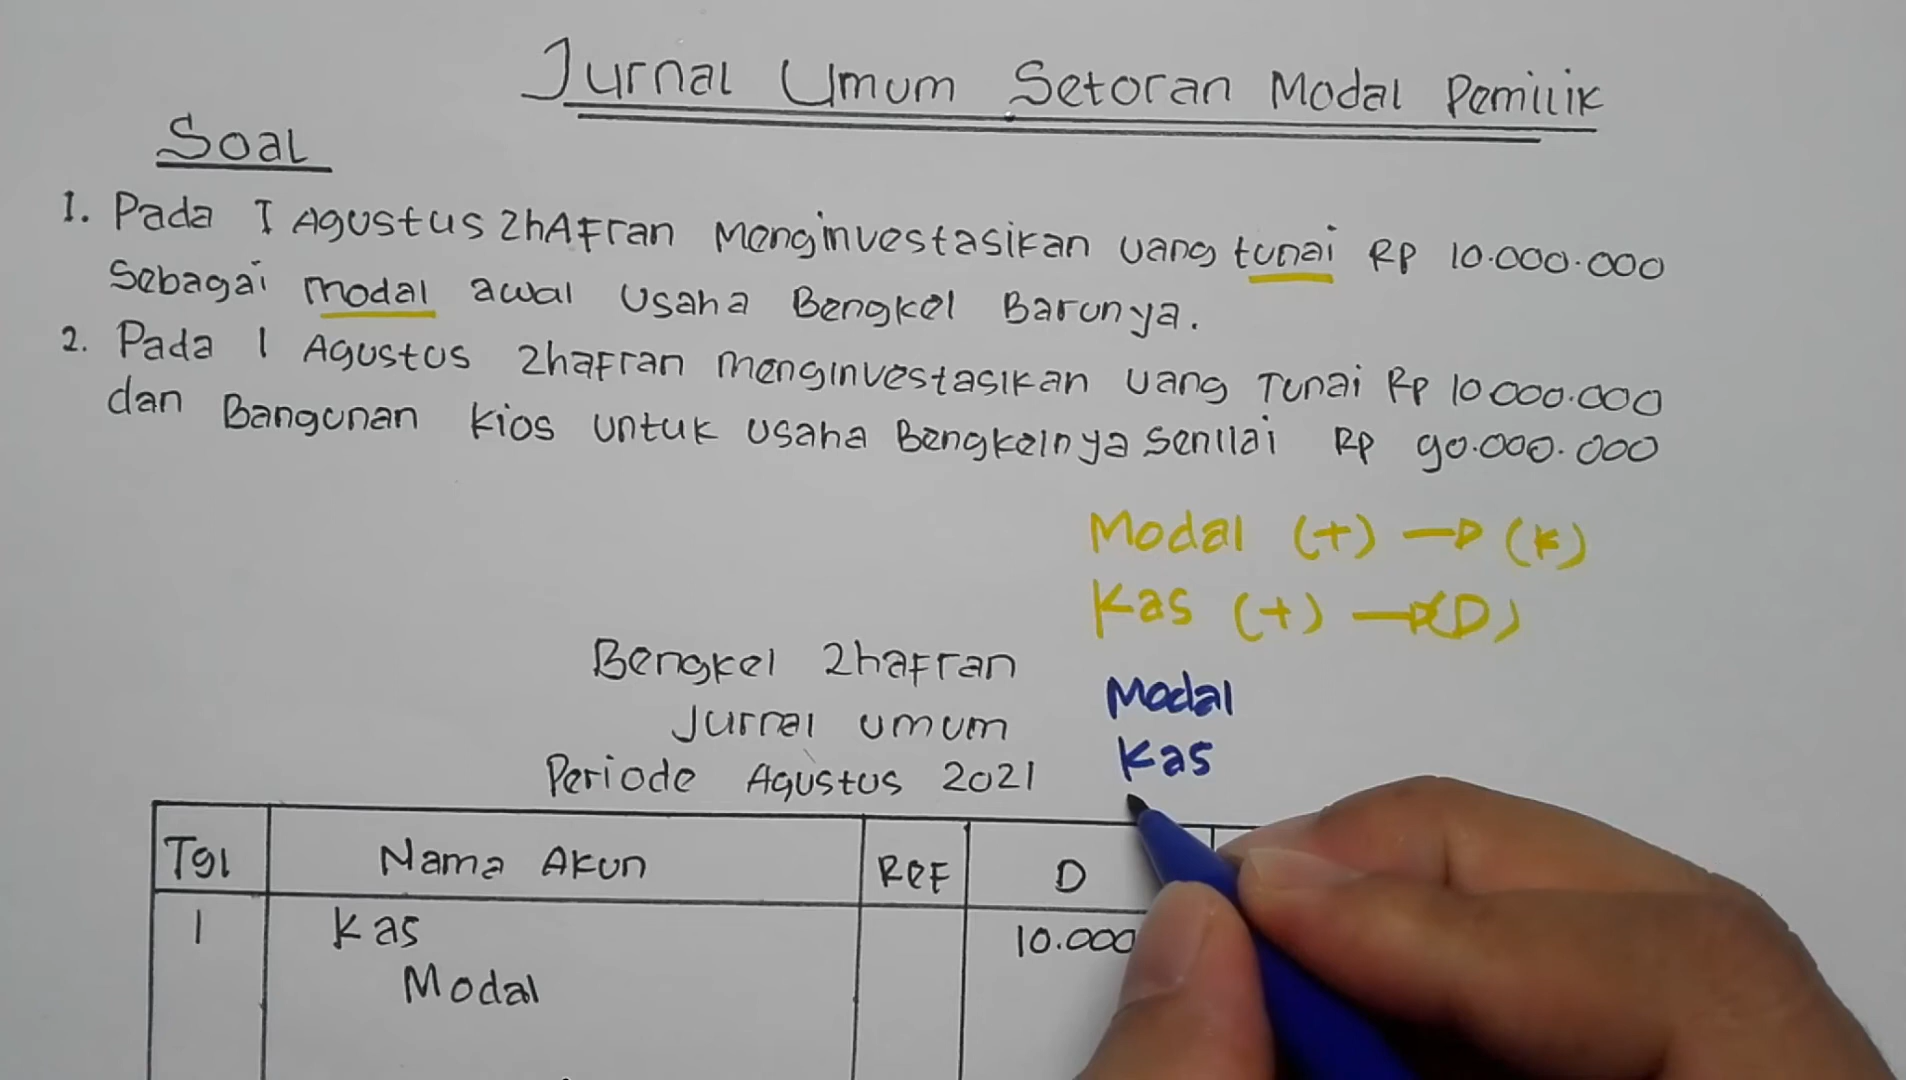 Jurnal Umum Setoran Modal Pemilik
Soal
1. Pada 1 Agustus Zhafran menginvestasikan uang tunai Rp 10.000.000
sebagai modal awal usaha Bengkel Barunya.
2. Pada 1 Agustus Zhafran menginvestasikan uang Tunai Rp 10.000.000
dan Bangunan kios untuk usaha Bengkelnya senilai Rp 90.000.000
Modal (+) → (K)
Kas (+) → (D)
Bengkel Zhafran
Jurnal umum
Periode Agustus 2021
Modal
Kas
Tgl Nama Akun Ref D
1 Kas 10.000
Modal